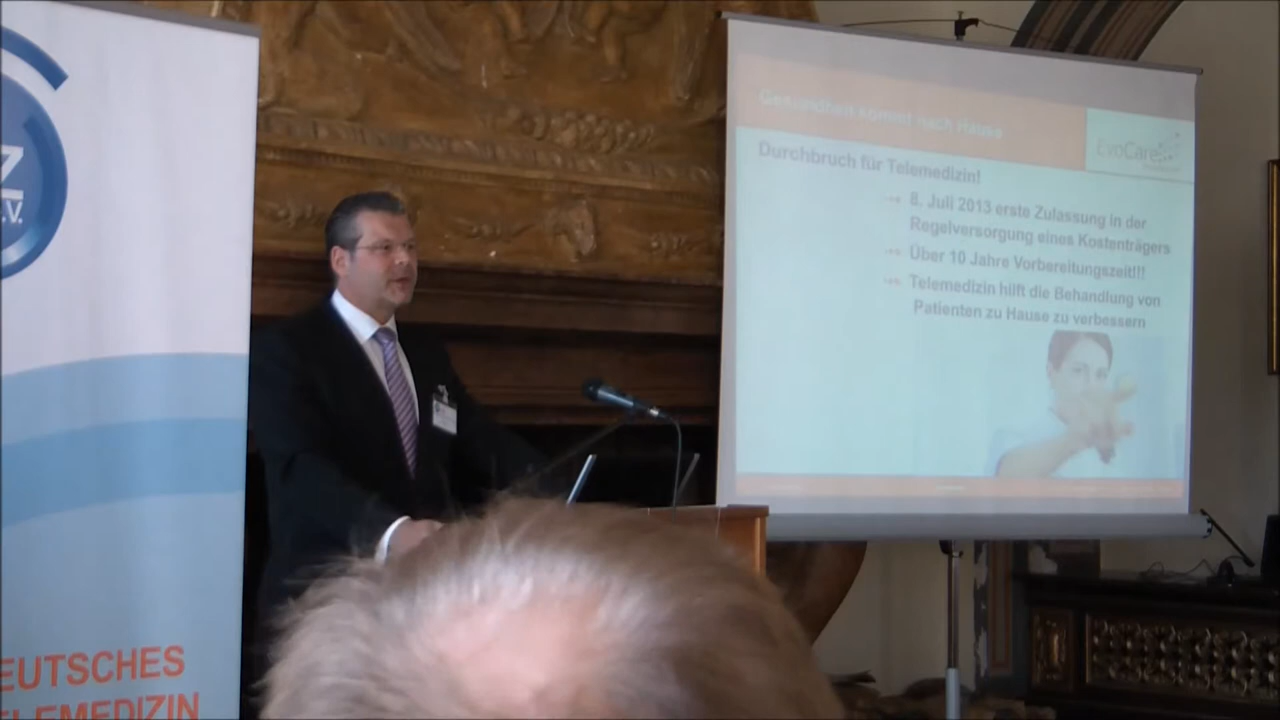 Z
.V.
EUTSCHES
ELEMEDIZIN
Gesundheit kommt nach Hause
EvoCare
Durchbruch für Telemedizin!
8. Juli 2013 erste Zulassung in der
Regelversorgung eines Kostenträgers
Über 10 Jahre Vorbereitungszeit!!!
Telemedizin hilft die Behandlung von
Patienten zu Hause zu verbessern